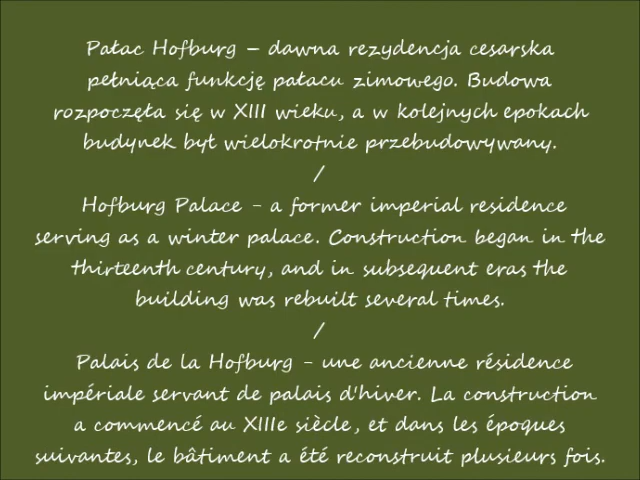 Pałac Hofburg – dawna rezydencja cesarska
pełniąca funkcję pałacu zimowego. Budowa
rozpoczęła się w XIII wieku, a w kolejnych epokach
budynek był wielokrotnie przebudowywany.
/
Hofburg Palace - a former imperial residence
serving as a winter palace. Construction began in the
thirteenth century, and in subsequent eras the
building was rebuilt several times.
/
Palais de la Hofburg - une ancienne résidence
impériale servant de palais d'hiver. La construction
a commencé au XIIIe siècle, et dans les époques
suivantes, le bâtiment a été reconstruit plusieurs fois.